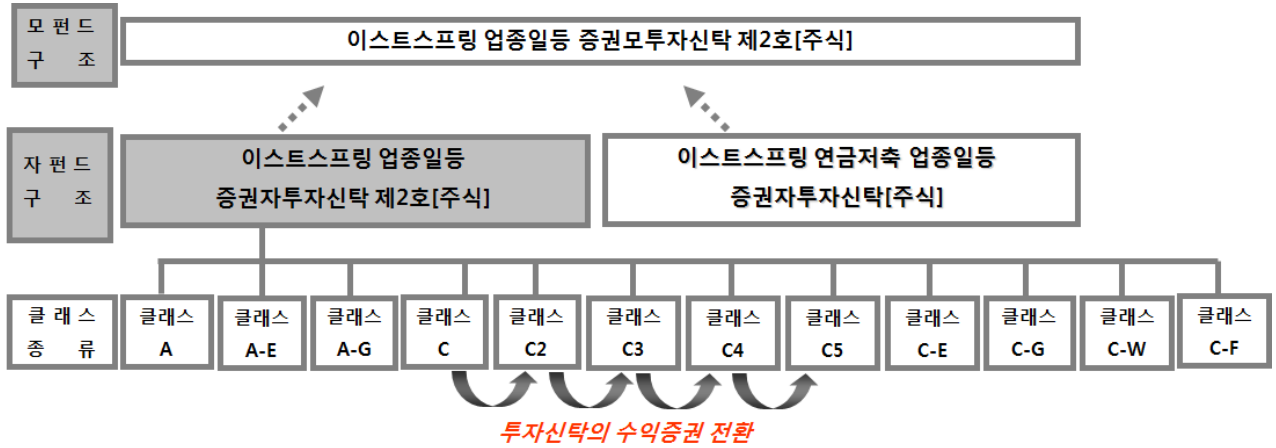 모 펀 드
구 조
이스트스프링 업종일등 증권모투자신탁 제2호[주식]
자 펀 드
구 조
이스트스프링 업종일등
증권자투자신탁 제2호[주식]
이스트스프링 연금저축 업종일등
증권자투자신탁[주식]
클 래 스
종 류
클래스
A
클래스
A-E
클래스
A-G
클래스
C
클래스
C2
클래스
C3
클래스
C4
클래스
C5
클래스
C-E
클래스
C-G
클래스
C-W
클래스
C-F
투자신탁의 수익증권 전환